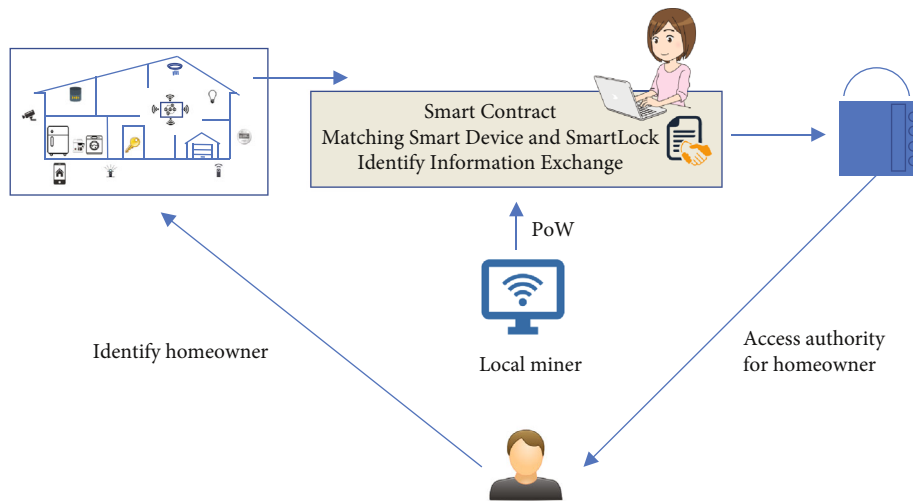 Smart Contract
Matching Smart Device and SmartLock
Identify Information Exchange
PoW
Local miner
Identify homeowner
Access authority
for homeowner